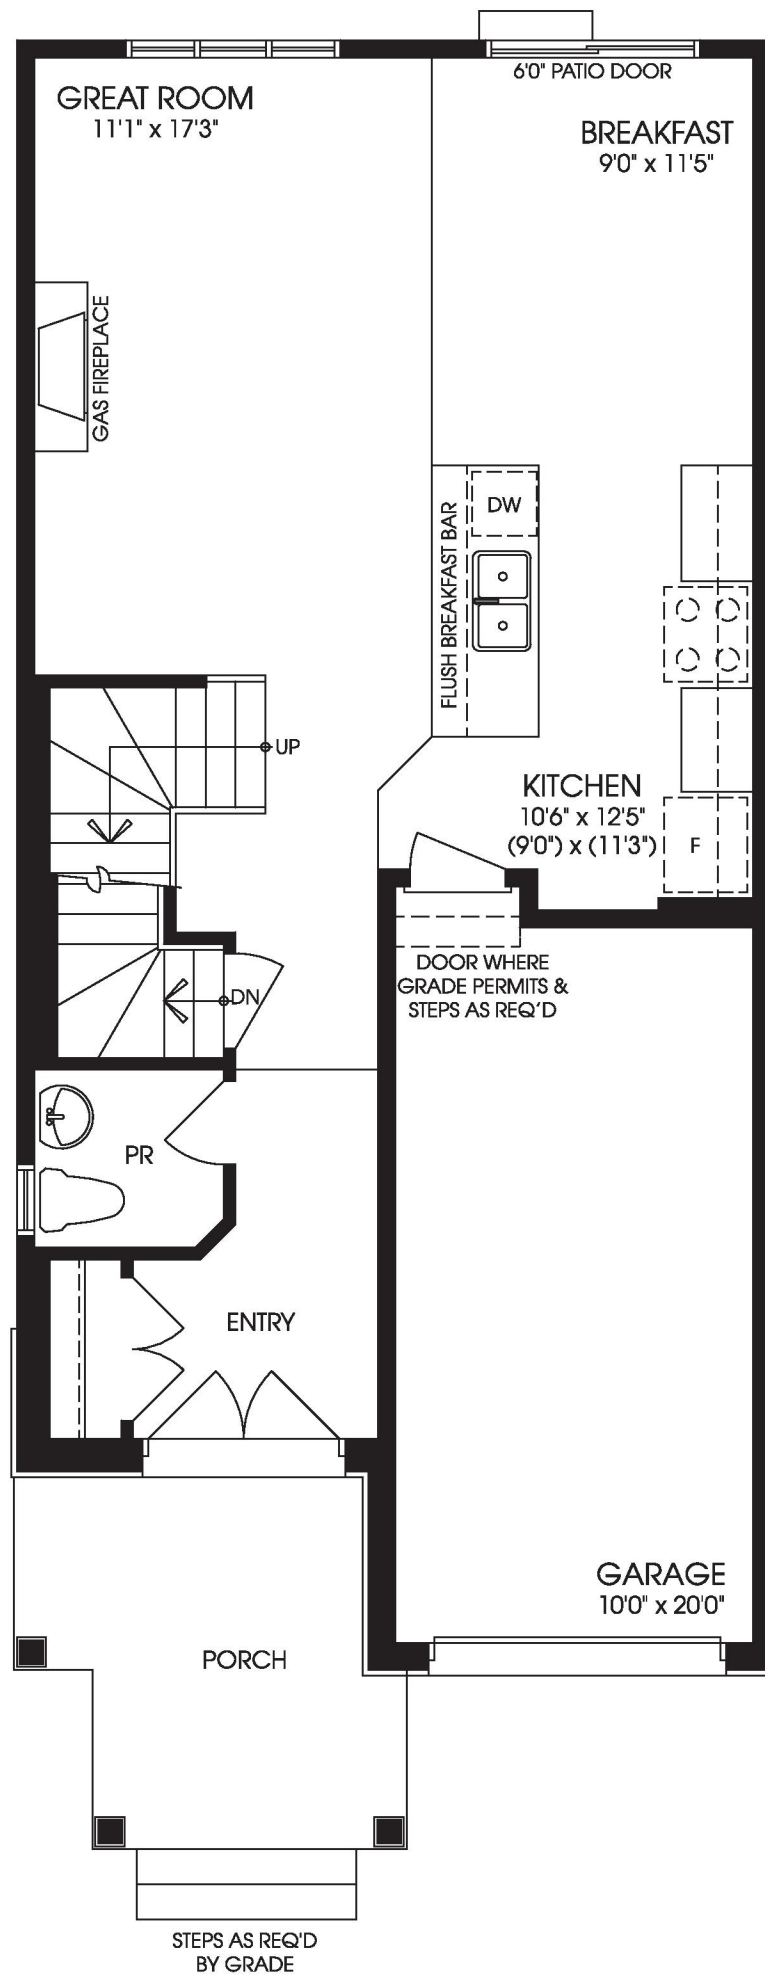 6'0" PATIO DOOR
GREAT ROOM
11'1" x 17'3"
BREAKFAST
9'0" x 11'5"
GAS FIREPLACE
DW
FLUSH BREAKFAST BAR
UP
KITCHEN
10'6" x 12'5"
(9'0") x (11'3")
F
DOOR WHERE
GRADE PERMITS &
STEPS AS REQ'D
DN
PR
ENTRY
GARAGE
10'0" x 20'0"
PORCH
STEPS AS REQ'D
BY GRADE